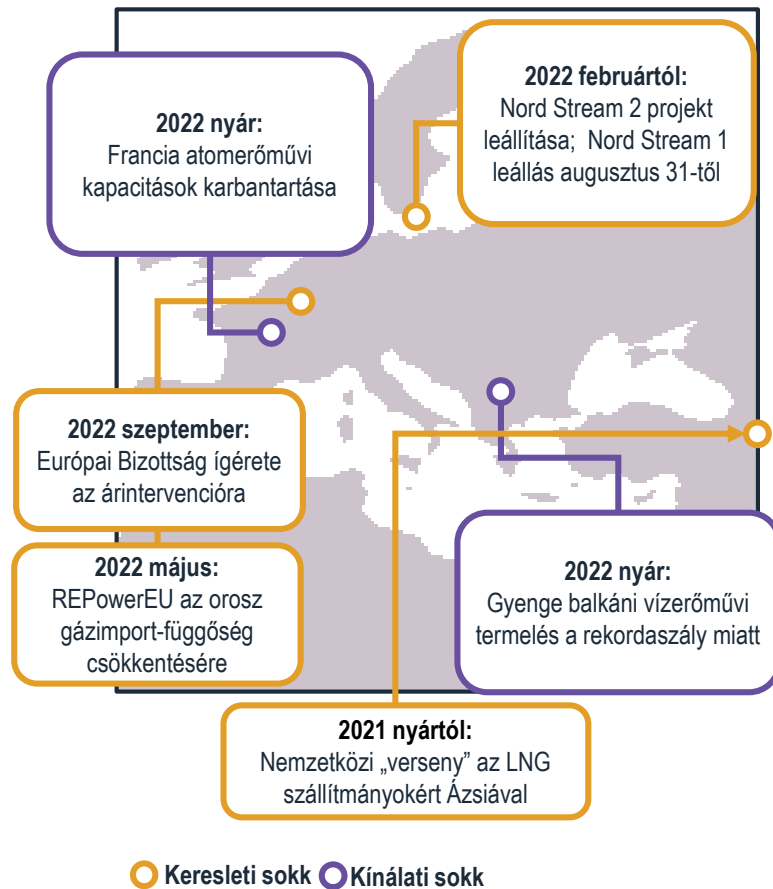 2022 nyár:
Francia atomerőművi
kapacitások karbantartása
2022 februártól:
Nord Stream 2 projekt
leállítása; Nord Stream 1
leállás augusztus 31-től
2022 szeptember:
Európai Bizottság ígérete
az árintervencióra
2022 május:
REPowerEU az orosz
gázimport-függőség
csökkentésére
2022 nyár:
Gyenge balkáni vízerőművi
termelés a rekordaszály miatt
2021 nyártól:
Nemzetközi „verseny” az LNG
szállítmányokért Ázsiával
Keresleti sokk Kínálati sokk